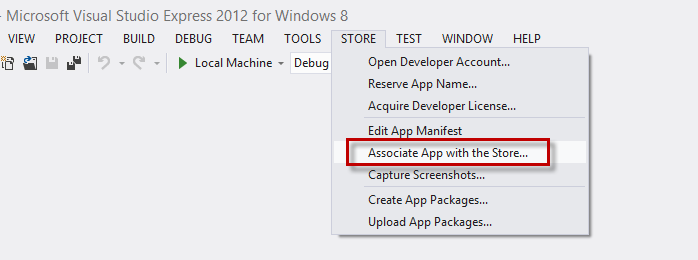 - Microsoft Visual Studio Express 2012 for Windows 8
VIEW PROJECT BUILD DEBUG TEAM TOOLS STORE TEST WINDOW HELP
Local Machine Debug
Open Developer Account...
Reserve App Name...
Acquire Developer License...
Edit App Manifest
Associate App with the Store...
Capture Screenshots...
Create App Packages...
Upload App Packages...